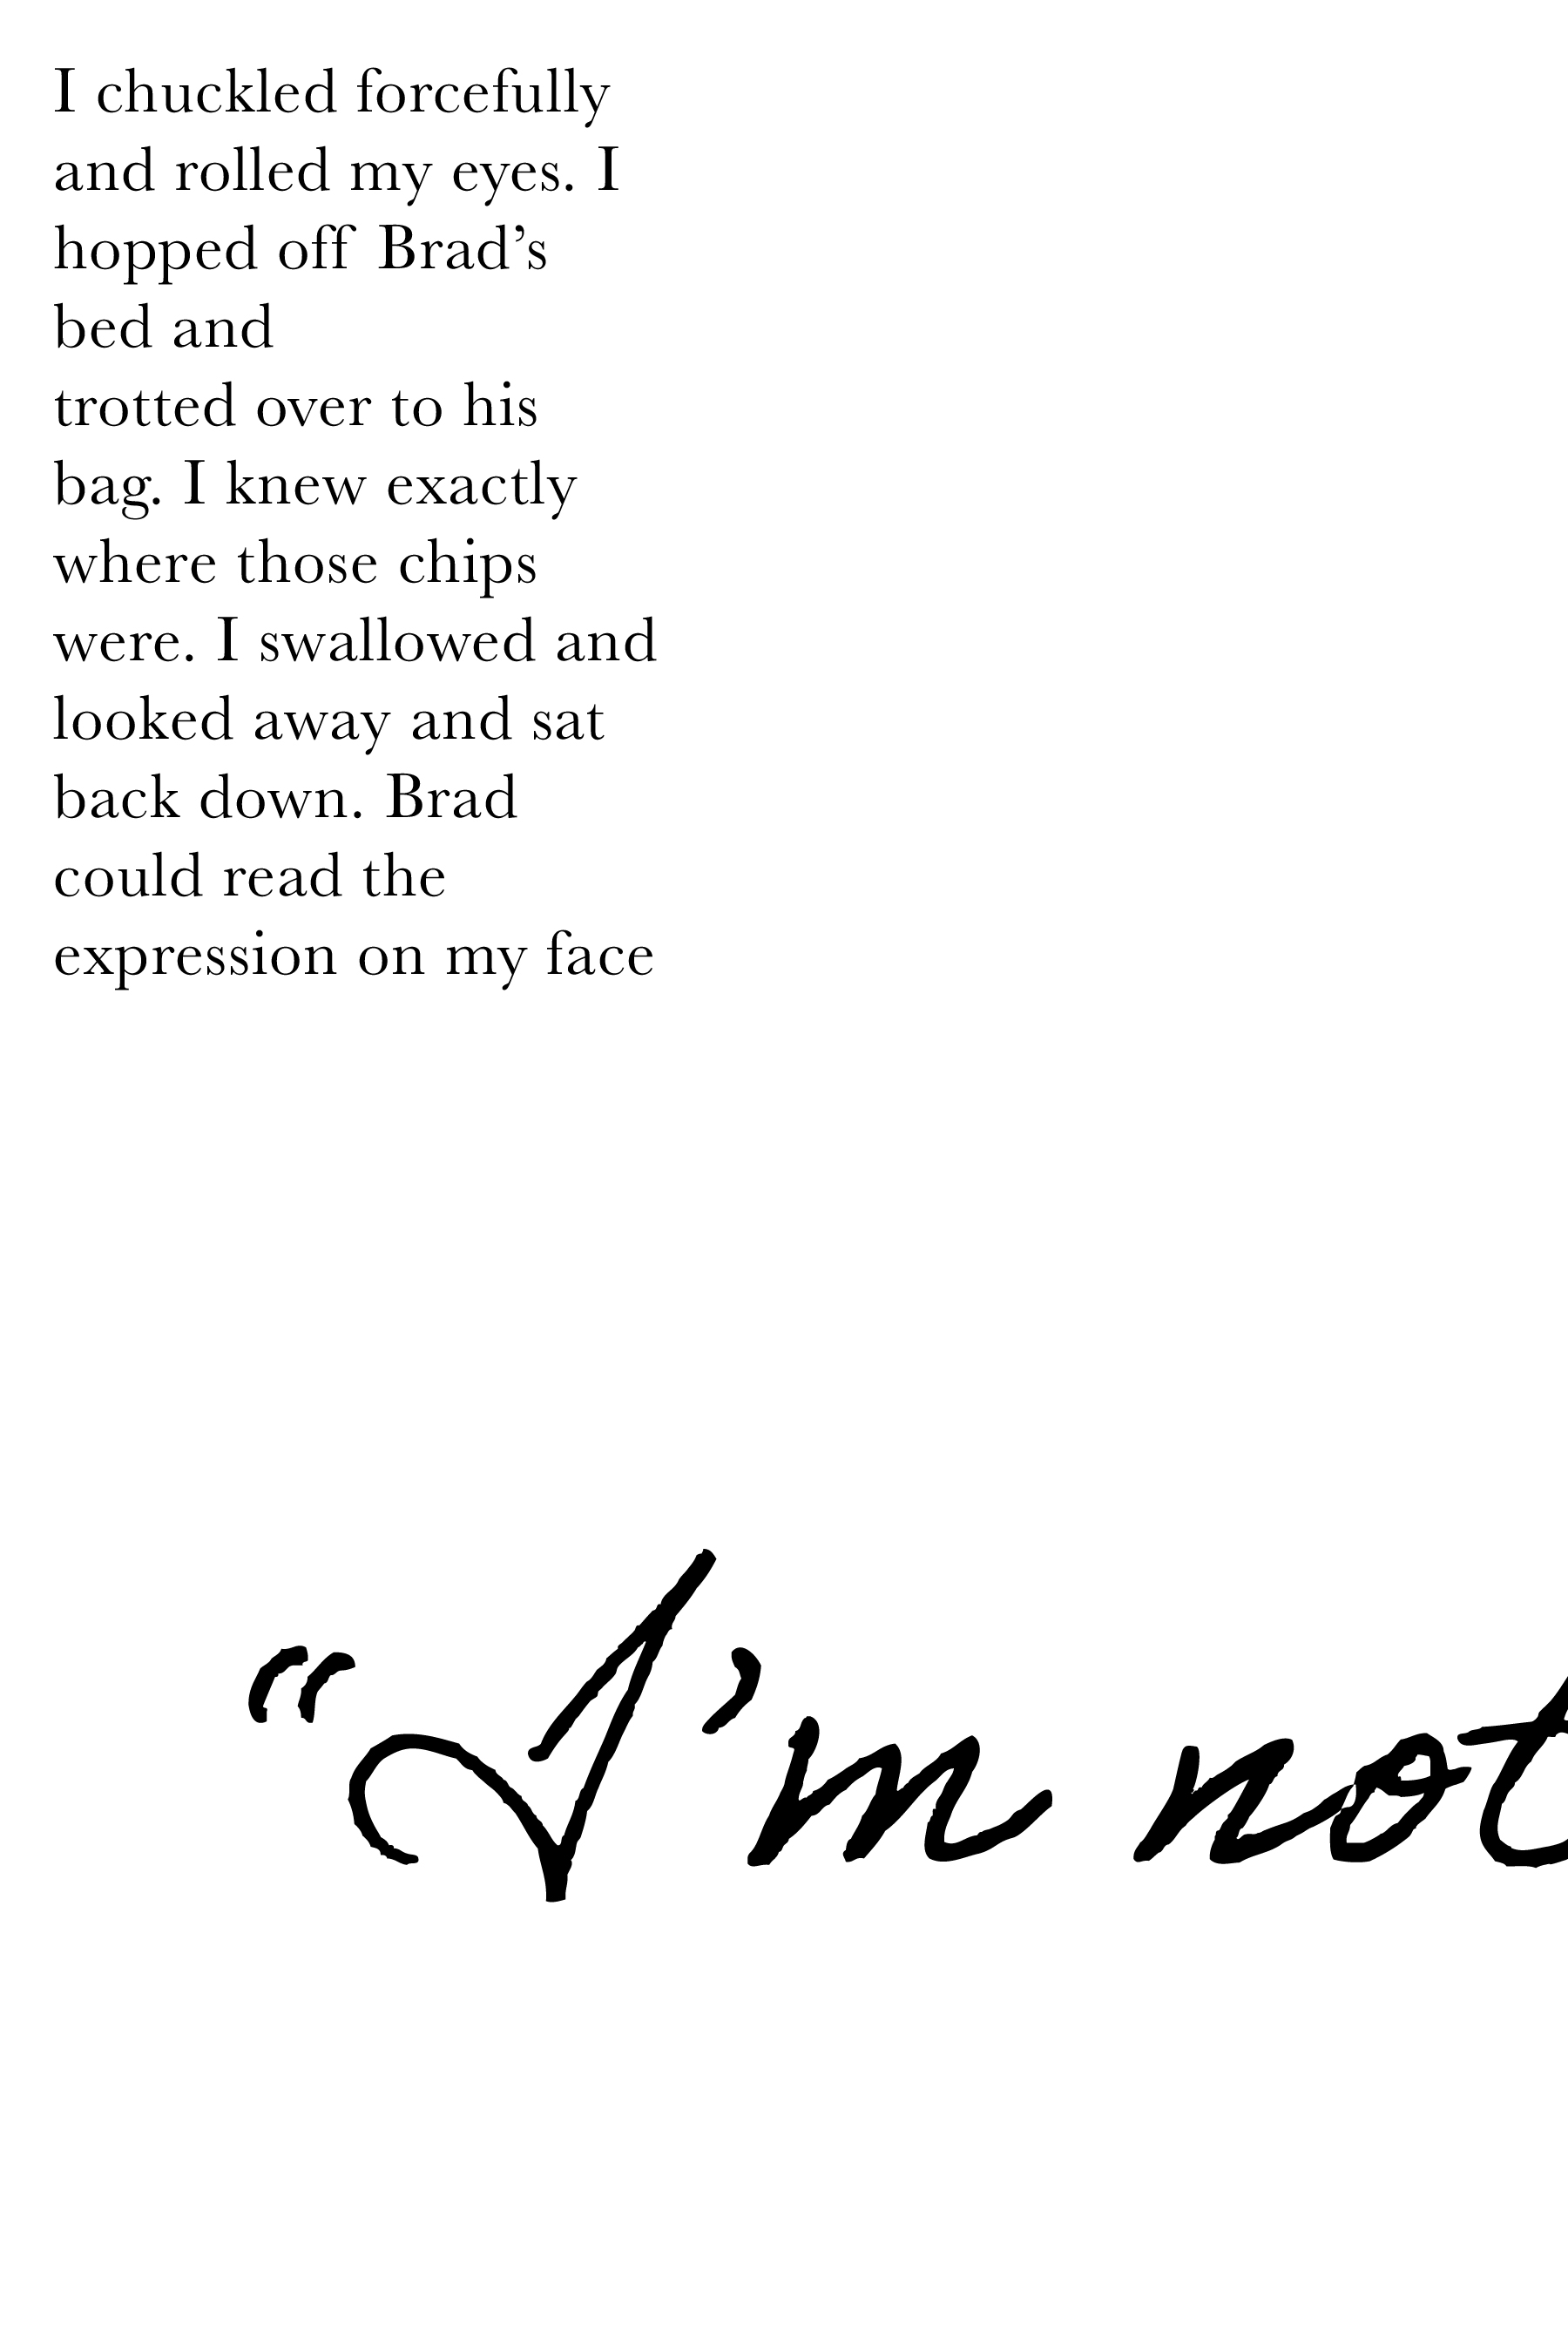 I chuckled forcefully
and rolled my eyes. I
hopped off Brad’s
bed and
trotted over to his
bag. I knew exactly
where those chips
were. I swallowed and
looked away and sat
back down. Brad
could read the
expression on my face
“I’m not